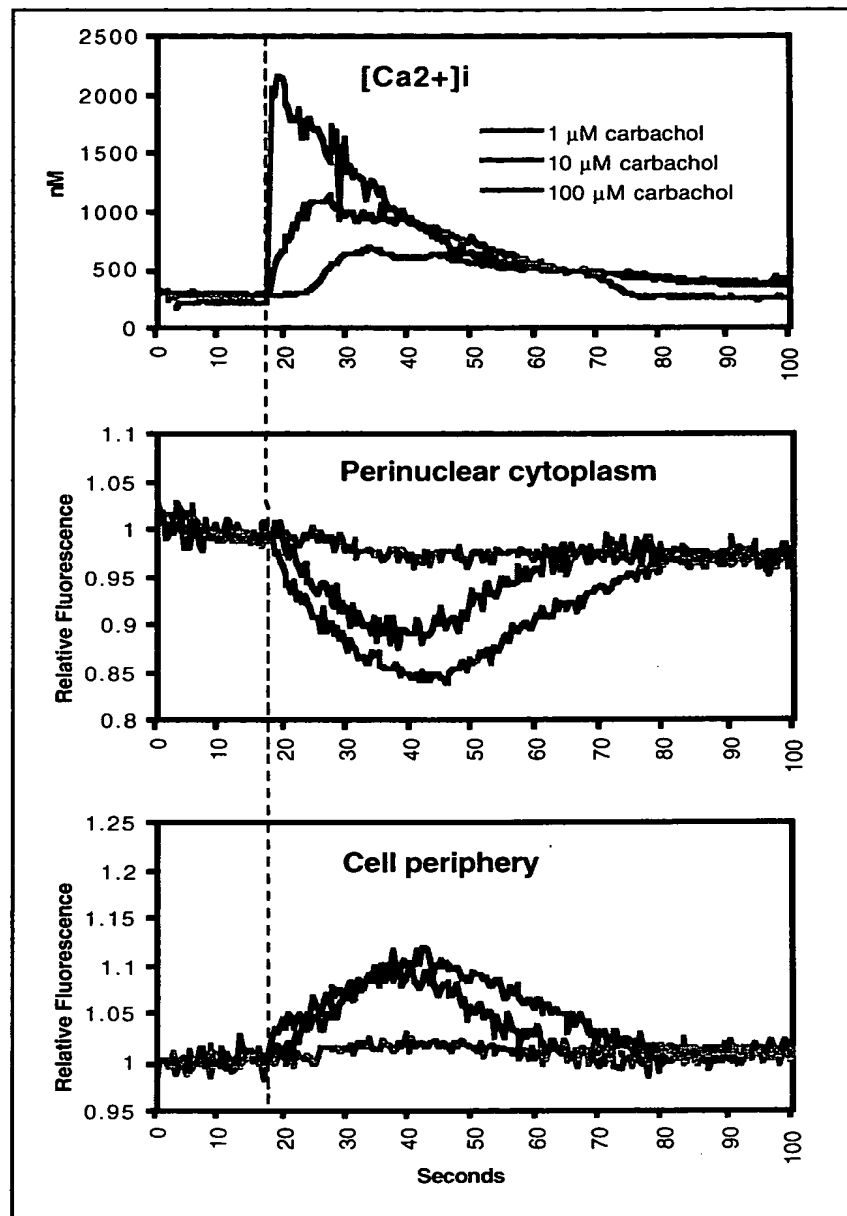 [Ca2+]i
2500
2000
1500
1000
500
0
nM
1 µM carbachol
10 µM carbachol
100 µM carbachol
0 20 30 40 50 60 70 80 90 100
Perinuclear cytoplasm
1.1
1.05
1
0.95
0.9
0.85
0.8
Relative Fluorescence
0 20 30 40 50 60 70 80 90 100
Cell periphery
1.25
1.2
1.15
1.1
1.05
1
0.95
Relative Fluorescence
0 20 30 40 50 60 70 80 90 100
Seconds